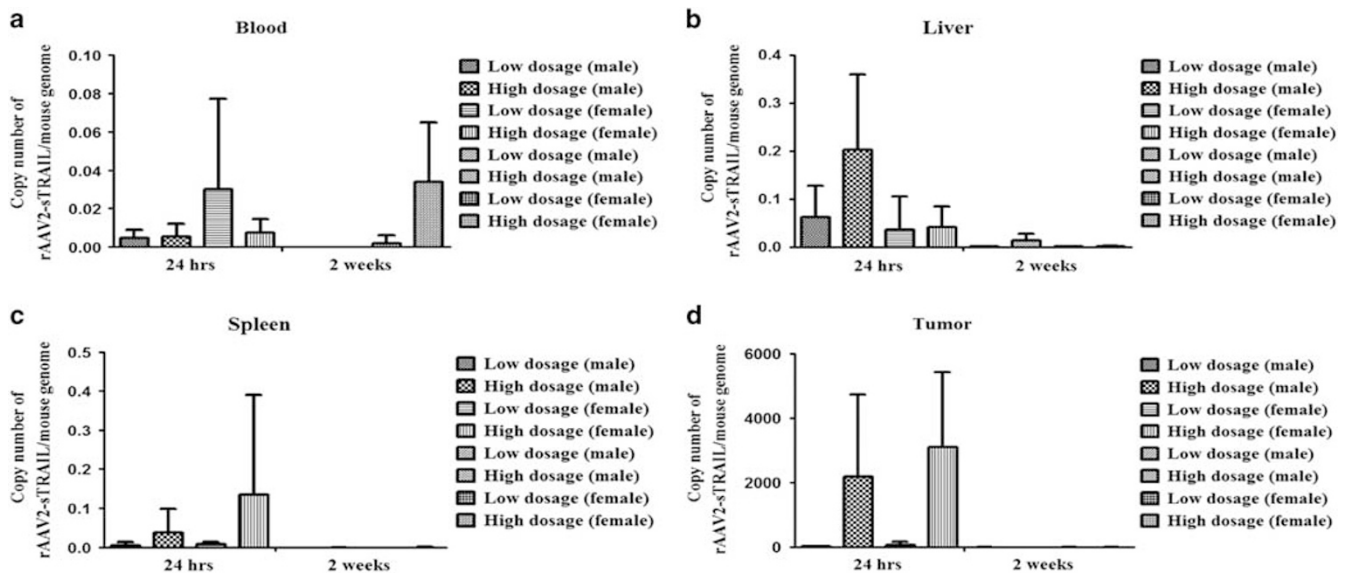 a
Blood
Copy number of
rAAV2-sTRAIL/mouse genome
0.10
0.08
0.06
0.04
0.02
0.00
24 hrs
2 weeks
Low dosage (male)
High dosage (male)
Low dosage (female)
High dosage (female)
Low dosage (male)
High dosage (male)
Low dosage (female)
High dosage (female)
b
Liver
Copy number of
rAAV2-sTRAIL/mouse genome
0.4
0.3
0.2
0.1
0.0
24 hrs
2 weeks
Low dosage (male)
High dosage (male)
Low dosage (female)
High dosage (female)
Low dosage (male)
High dosage (male)
Low dosage (female)
High dosage (female)
c
Spleen
Copy number of
rAAV2-sTRAIL/mouse genome
0.5
0.4
0.3
0.2
0.1
0.0
24 hrs
2 weeks
Low dosage (male)
High dosage (male)
Low dosage (female)
High dosage (female)
Low dosage (male)
High dosage (male)
Low dosage (female)
High dosage (female)
d
Tumor
Copy number of
rAAV2-sTRAIL/mouse genome
6000
4000
2000
0
24 hrs
2 weeks
Low dosage (male)
High dosage (male)
Low dosage (female)
High dosage (female)
Low dosage (male)
High dosage (male)
Low dosage (female)
High dosage (female)